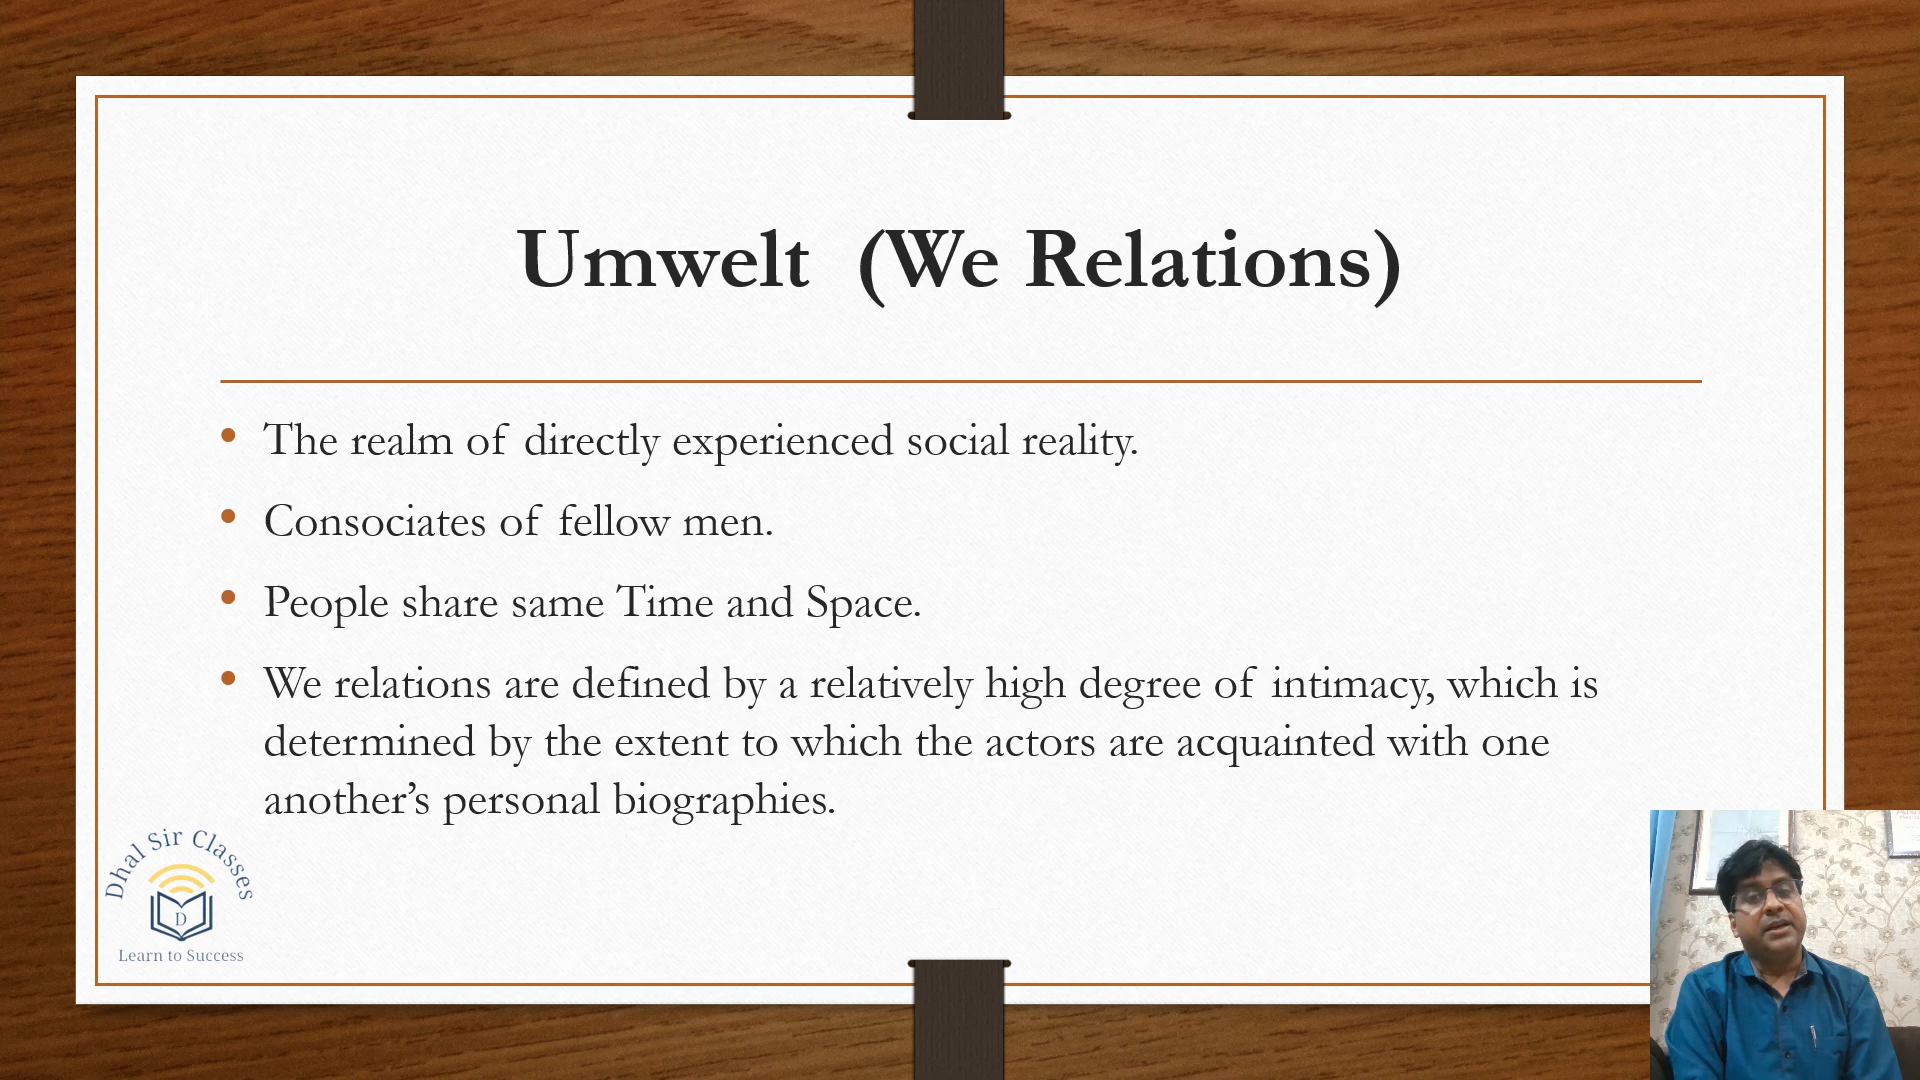 Umwelt (We Relations)
• The realm of directly experienced social reality.
• Consociates of fellow men.
• People share same Time and Space.
• We relations are defined by a relatively high degree of intimacy, which is
determined by the extent to which the actors are acquainted with one
another’s personal biographies.
Dhal Sir Classes
D
Learn to Success